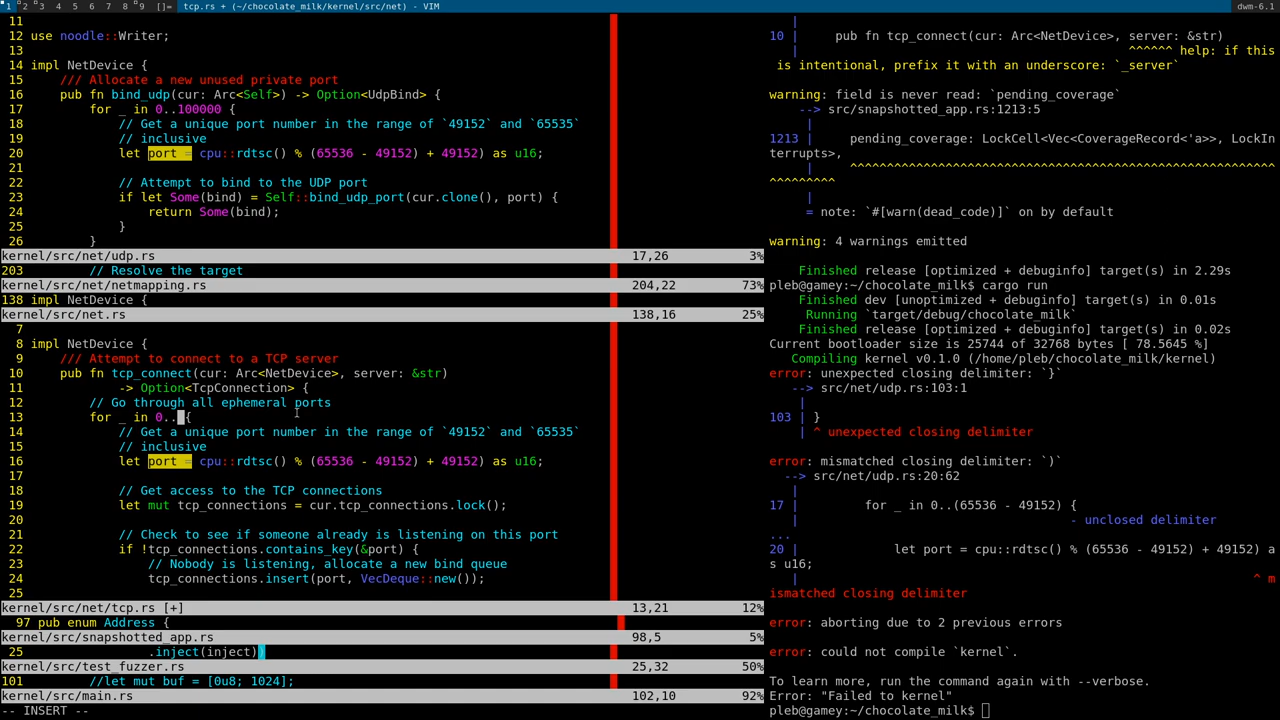 1 2 3 4 5 6 7 8 9 []= tcp.rs + (~/chocolate_milk/kernel/src/net) - VIM dwm-6.1
11
12 use noodle::Writer;
13
14 impl NetDevice {
15     /// Allocate a new unused private port
16     pub fn bind_udp(cur: Arc<Self>) -> Option<UdpBind> {
17         for _ in 0..100000 {
18             // Get a unique port number in the range of `49152` and `65535`
19             // inclusive
20             let port = cpu::rdtsc() % (65536 - 49152) + 49152) as u16;
21
22             // Attempt to bind to the UDP port
23             if let Some(bind) = Self::bind_udp_port(cur.clone(), port) {
24                 return Some(bind);
25             }
26         }
kernel/src/net/udp.rs 17,26 3%
203         // Resolve the target
kernel/src/net/netmapping.rs 204,22 73%
138 impl NetDevice {
kernel/src/net.rs 138,16 25%
7
8 impl NetDevice {
9     /// Attempt to connect to a TCP server
10     pub fn tcp_connect(cur: Arc<NetDevice>, server: &str)
11             -> Option<TcpConnection> {
12         // Go through all ephemeral ports
13         for _ in 0.. {
14             // Get a unique port number in the range of `49152` and `65535`
15             // inclusive
16             let port = cpu::rdtsc() % (65536 - 49152) + 49152) as u16;
17
18             // Get access to the TCP connections
19             let mut tcp_connections = cur.tcp_connections.lock();
20
21             // Check to see if someone already is listening on this port
22             if !tcp_connections.contains_key(&port) {
23                 // Nobody is listening, allocate a new bind queue
24                 tcp_connections.insert(port, VecDeque::new());
25
kernel/src/net/tcp.rs [+] 13,21 12%
97 pub enum Address {
kernel/src/snapshotted_app.rs 98,5 5%
25                 .inject(inject))
kernel/src/test_fuzzer.rs 25,32 50%
101         //let mut buf = [0u8; 1024];
kernel/src/main.rs 102,10 92%
-- INSERT --
|
10 |     pub fn tcp_connect(cur: Arc<NetDevice>, server: &str)
|                                             ^^^^^^ help: if this
is intentional, prefix it with an underscore: `_server`
warning: field is never read: `pending_coverage`
--> src/snapshotted_app.rs:1213:5
|
1213 |     pending_coverage: LockCell<Vec<CoverageRecord<'a>>, LockIn
terrupts>,
|     ^^^^^^^^^^^^^^^^^^^^^^^^^^^^^^^^^^^^^^^^^^^^^^^^^^^^^^^^^^
^^^^^^^^^
|
= note: `#[warn(dead_code)]` on by default
warning: 4 warnings emitted
Finished release [optimized + debuginfo] target(s) in 2.29s
pleb@gamey:~/chocolate_milk$ cargo run
Finished dev [unoptimized + debuginfo] target(s) in 0.01s
Running `target/debug/chocolate_milk`
Finished release [optimized + debuginfo] target(s) in 0.02s
Current bootloader size is 25744 of 32768 bytes [ 78.5645 %]
Compiling kernel v0.1.0 (/home/pleb/chocolate_milk/kernel)
error: unexpected closing delimiter: `}`
--> src/net/udp.rs:103:1
|
103 | }
| ^ unexpected closing delimiter
error: mismatched closing delimiter: `)`
--> src/net/udp.rs:20:62
|
17 |         for _ in 0..(65536 - 49152) {
|                                     - unclosed delimiter
...
20 |             let port = cpu::rdtsc() % (65536 - 49152) + 49152) a
s u16;
|                                                              ^ m
ismatched closing delimiter
error: aborting due to 2 previous errors
error: could not compile `kernel`.
To learn more, run the command again with --verbose.
Error: "Failed to kernel"
pleb@gamey:~/chocolate_milk$